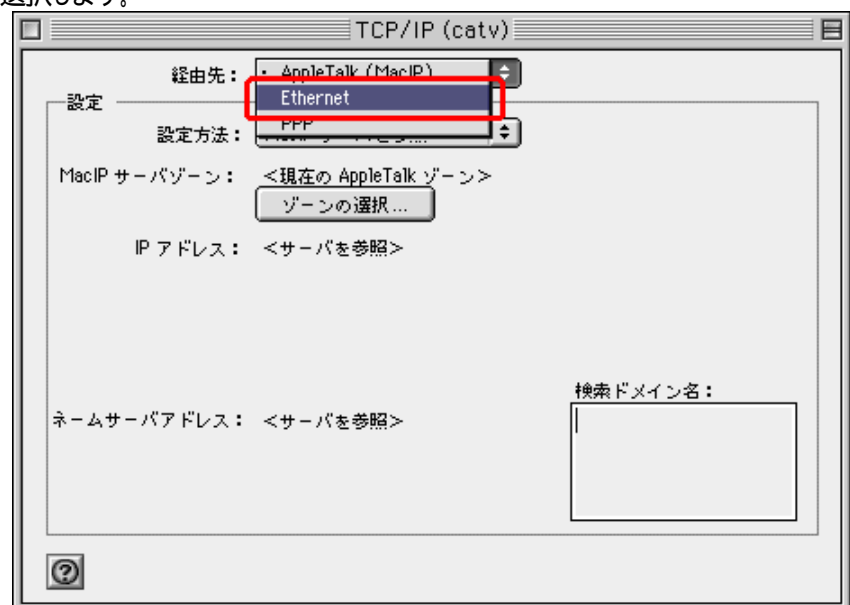 選択します。
TCP/IP (catv)
経由先： AppleTalk (MacIP)
Ethernet
PPP
設定
設定方法：
MacIP サーバゾーン： <現在の AppleTalk ゾーン>
ゾーンの選択...
IP アドレス： <サーバを参照>
検索ドメイン名：
ネームサーバアドレス： <サーバを参照>